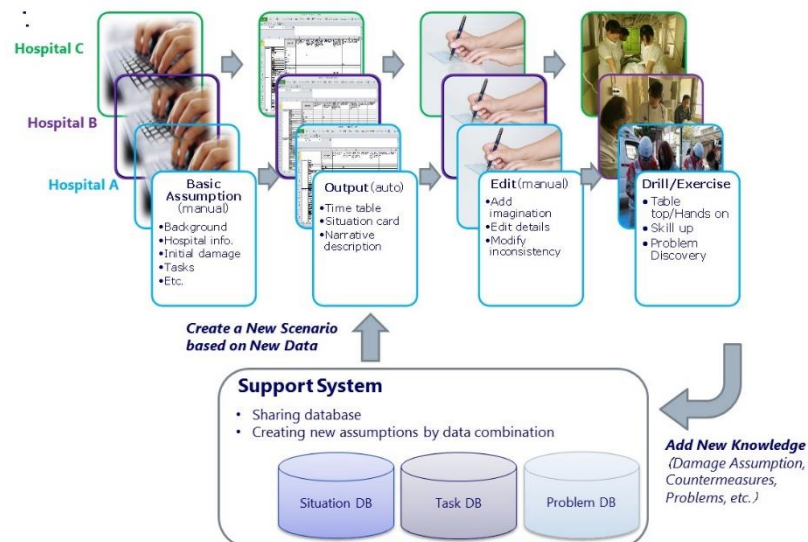 Hospital C
Hospital B
Hospital A
Basic
Assumption
(manual)
•Background
•Hospital info.
•Initial damage
•Tasks
•Etc.
Output (auto)
•Time table
•Situation card
•Narrative
description
Edit (manual)
•Add
imagination
•Edit details
•Modify
inconsistency
Drill/Exercise
•Table
top/Hands on
•Skill up
•Problem
Discovery
Create a New Scenario
based on New Data
Support System
• Sharing database
• Creating new assumptions by data combination
Situation DB
Task DB
Problem DB
Add New Knowledge
(Damage Assumption,
Countermeasures,
Problems, etc.)